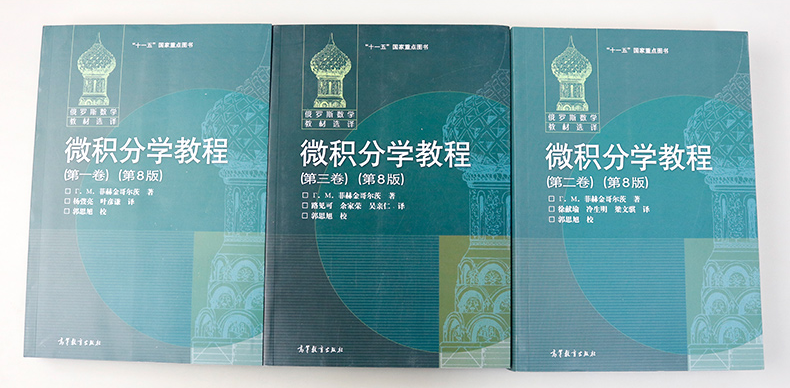 "十一五"国家重点图书
俄罗斯数学
教材选译
微积分学教程
(第一卷)(第8版)
□ Г. М. 菲赫金哥尔茨 著
□ 杨弢亮 叶彦谦 译
□ 郭思旭 校
高等教育出版社
"十一五"国家重点图书
俄罗斯数学
教材选译
微积分学教程
(第三卷)(第8版)
□ Г. М. 菲赫金哥尔茨 著
□ 路见可 余家荣 吴亲仁 译
□ 郭思旭 校
高等教育出版社
"十一五"国家重点图书
俄罗斯数学
教材选译
微积分学教程
(第二卷)(第8版)
□ Г. М. 菲赫金哥尔茨 著
□ 徐献瑜 冷生明 梁文骐 译
□ 郭思旭 校
高等教育出版社